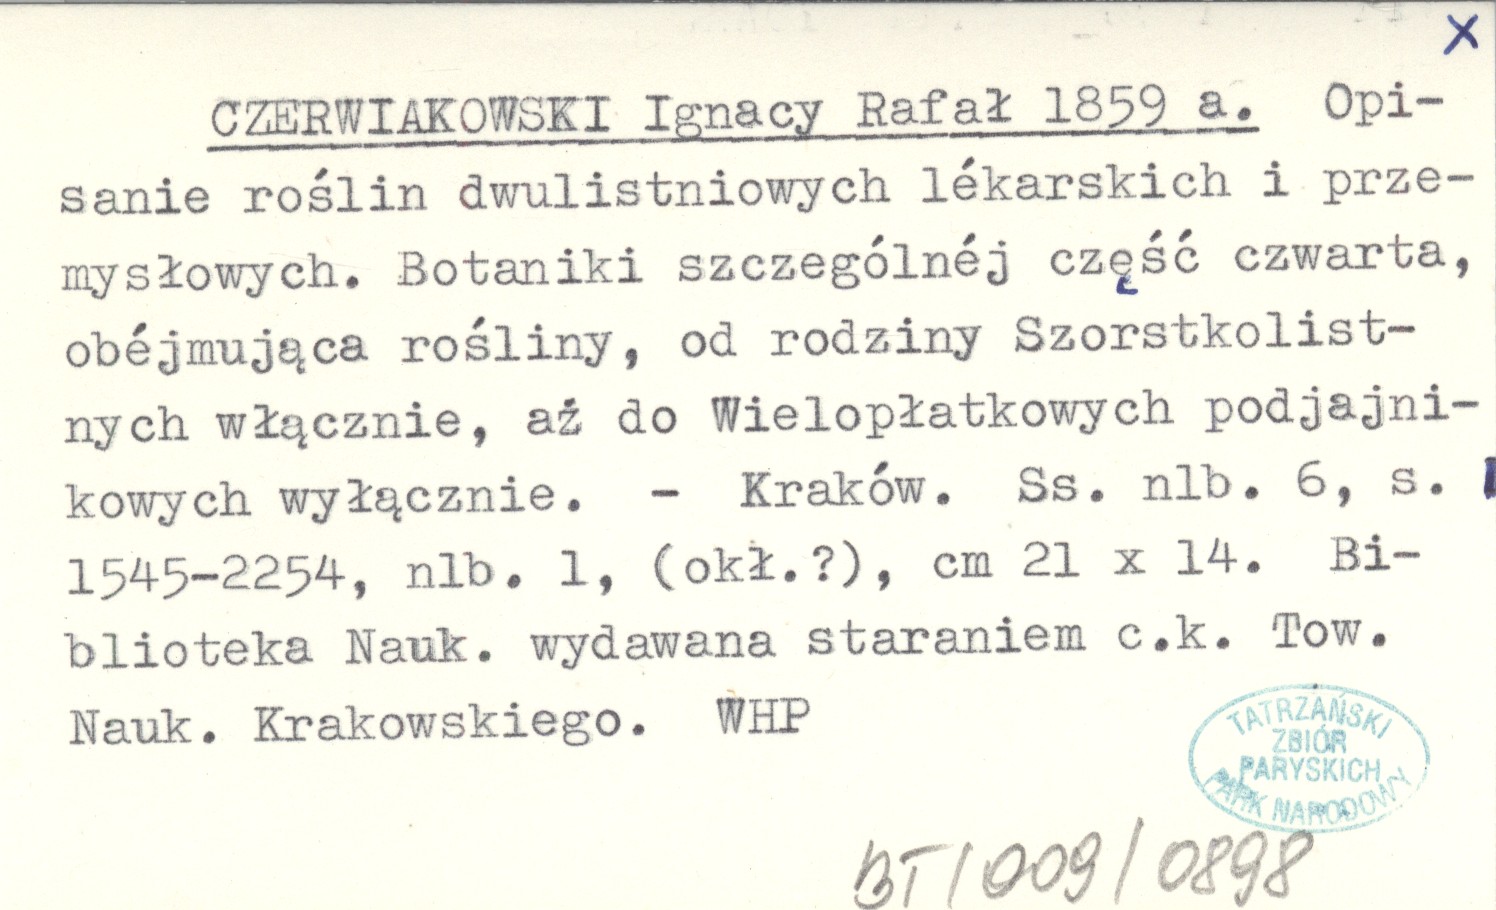 X
CZERWIAKOWSKI Ignacy Rafał 1859 a. Opi-
sanie roślin dwulistniowych lékarskich i prze-
mysłowych. Botaniki szczególnéj część czwarta,
obéjmująca rośliny, od rodziny Szorstkolist-
nych włącznie, aż do Wielopłatkowych podjajni-
kowych wyłącznie. - Kraków. Ss. nlb. 6, s.
1545-2254, nlb. 1, (okł.?), cm 21 x 14. Bi-
blioteka Nauk. wydawana staraniem c.k. Tow.
Nauk. Krakowskiego. WHP
TATRZAŃSKI
ZBIÓR
PARYSKICH
PARK NARODOWY
BT/009/0898